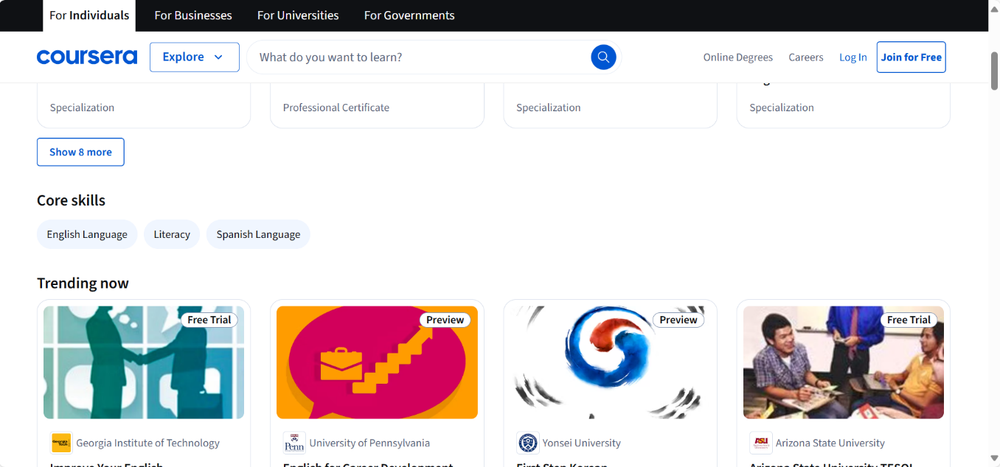 For Individuals
For Businesses
For Universities
For Governments
coursera
Explore
What do you want to learn?
Online Degrees
Careers
Log In
Join for Free
Specialization
Professional Certificate
Specialization
Specialization
Show 8 more
Core skills
English Language
Literacy
Spanish Language
Trending now
Free Trial
Preview
Preview
Free Trial
Georgia Institute of Technology
Penn
University of Pennsylvania
Yonsei University
ASU
Arizona State University
Improve Your English
English for Career Development
First Step Korean
Arizona State University TESOL